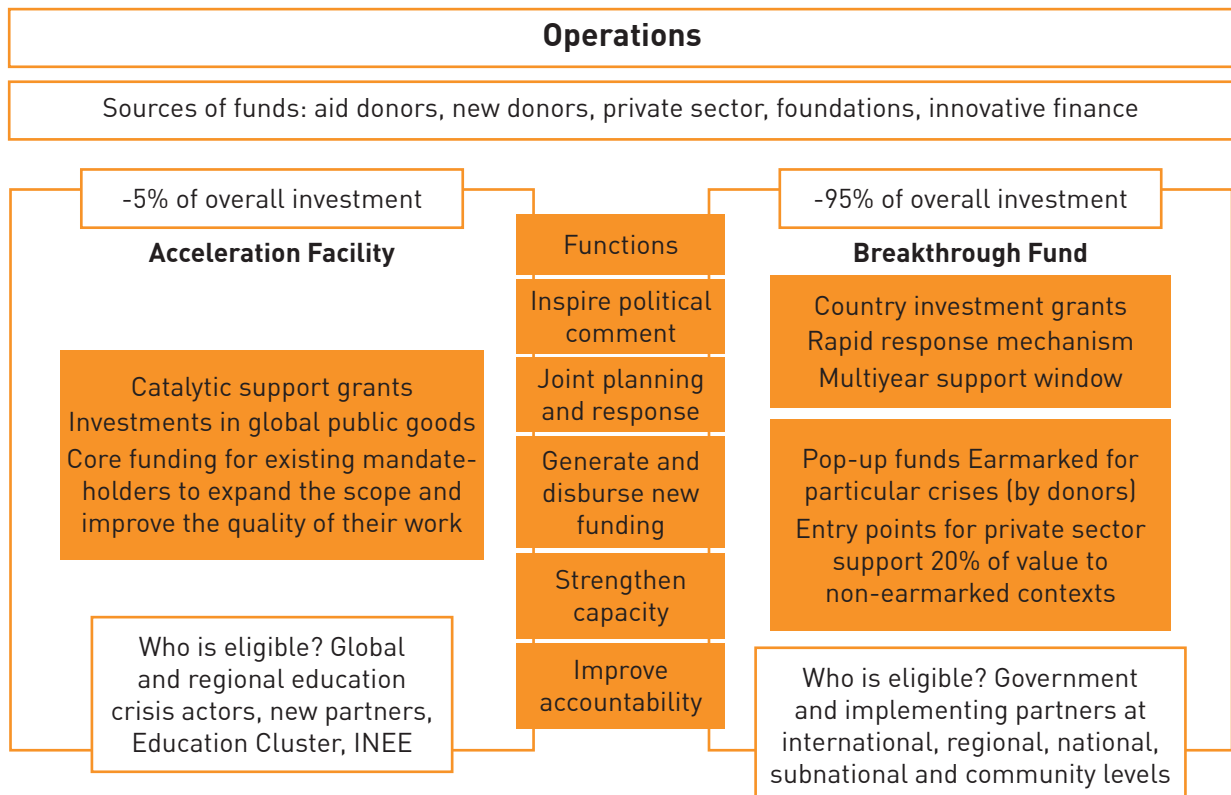 Operations
Sources of funds: aid donors, new donors, private sector, foundations, innovative finance
-5% of overall investment
Acceleration Facility
Catalytic support grants
Investments in global public goods
Core funding for existing mandate-
holders to expand the scope and
improve the quality of their work
Who is eligible? Global
and regional education
crisis actors, new partners,
Education Cluster, INEE
Functions
Inspire political
comment
Joint planning
and response
Generate and
disburse new
funding
Strengthen
capacity
Improve
accountability
-95% of overall investment
Breakthrough Fund
Country investment grants
Rapid response mechanism
Multiyear support window
Pop-up funds Earmarked for
particular crises (by donors)
Entry points for private sector
support 20% of value to
non-earmarked contexts
Who is eligible? Government
and implementing partners at
international, regional, national,
subnational and community levels